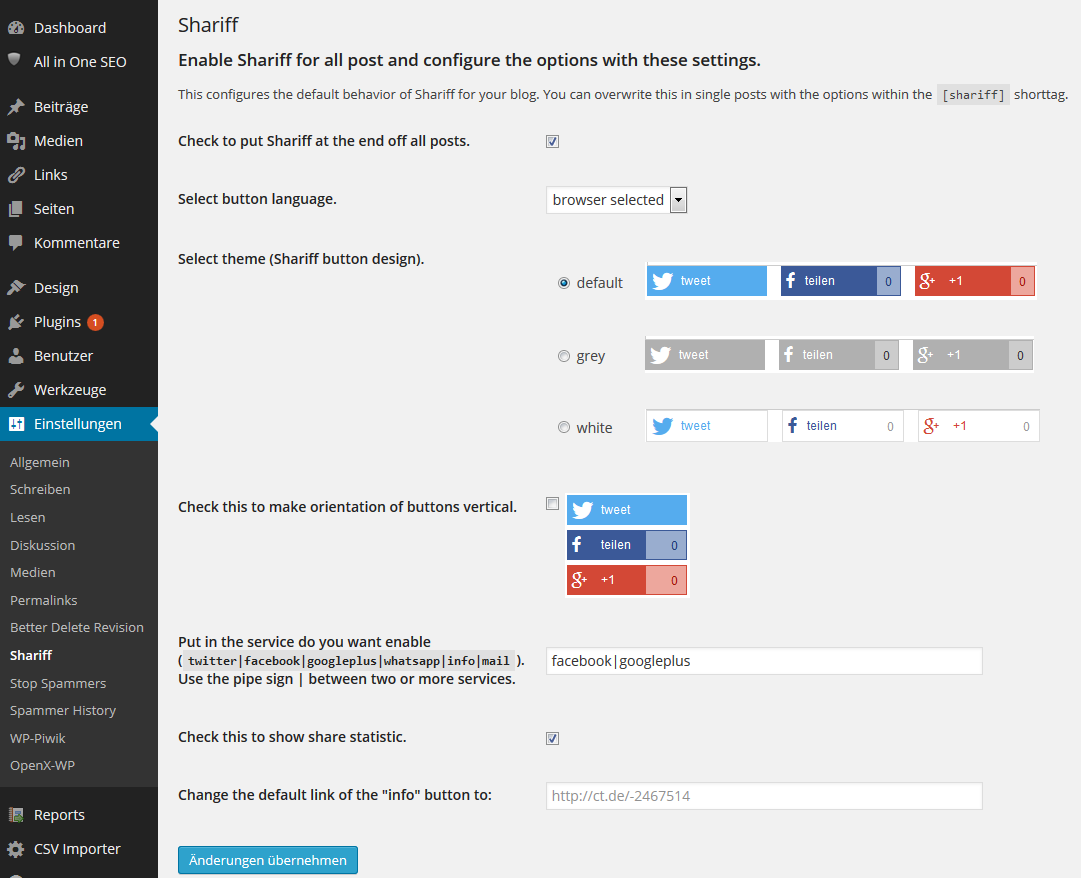 Dashboard
All in One SEO
Beiträge
Medien
Links
Seiten
Kommentare
Design
Plugins 1
Benutzer
Werkzeuge
Einstellungen
Allgemein
Schreiben
Lesen
Diskussion
Medien
Permalinks
Better Delete Revision
Shariff
Stop Spammers
Spammer History
WP-Piwik
OpenX-WP
Reports
CSV Importer
Shariff
Enable Shariff for all post and configure the options with these settings.
This configures the default behavior of Shariff for your blog. You can overwrite this in single posts with the options within the [shariff] shorttag.
Check to put Shariff at the end off all posts.
Select button language.
browser selected
Select theme (Shariff button design).
default tweet teilen 0 g+ +1 0
grey tweet teilen 0 g+ +1 0
white tweet teilen 0 g+ +1 0
Check this to make orientation of buttons vertical.
tweet
teilen 0
g+ +1 0
Put in the service do you want enable
( twitter|facebook|googleplus|whatsapp|info|mail ).
Use the pipe sign | between two or more services.
facebook|googleplus
Check this to show share statistic.
Change the default link of the "info" button to:
http://ct.de/-2467514
Änderungen übernehmen